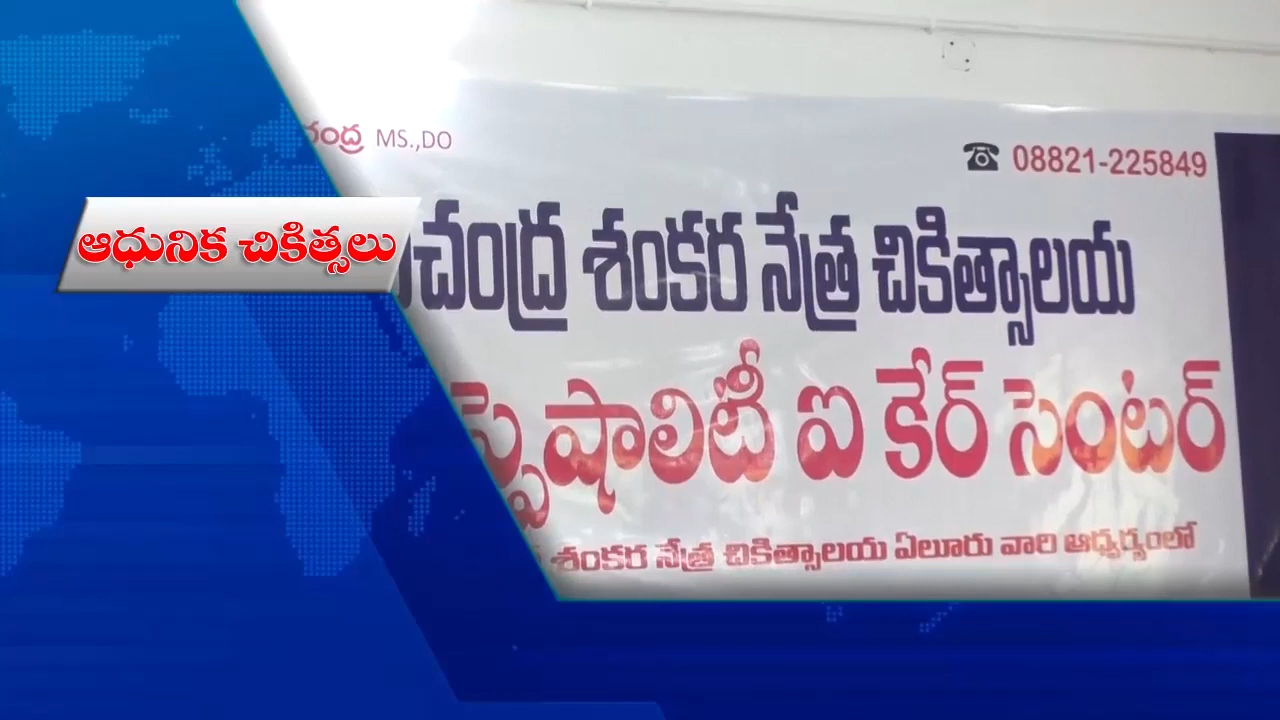 చంద్ర MS.,DO
08821-225849
ఆధునిక చికిత్సలు
చంద్ర శంకర నేత్ర చికిత్సాలయ
స్పెషాలిటీ ఐ కేర్ సెంటర్
శంకర నేత్ర చికిత్సాలయ ఏలూరు వారి ఆధ్వర్యంలో